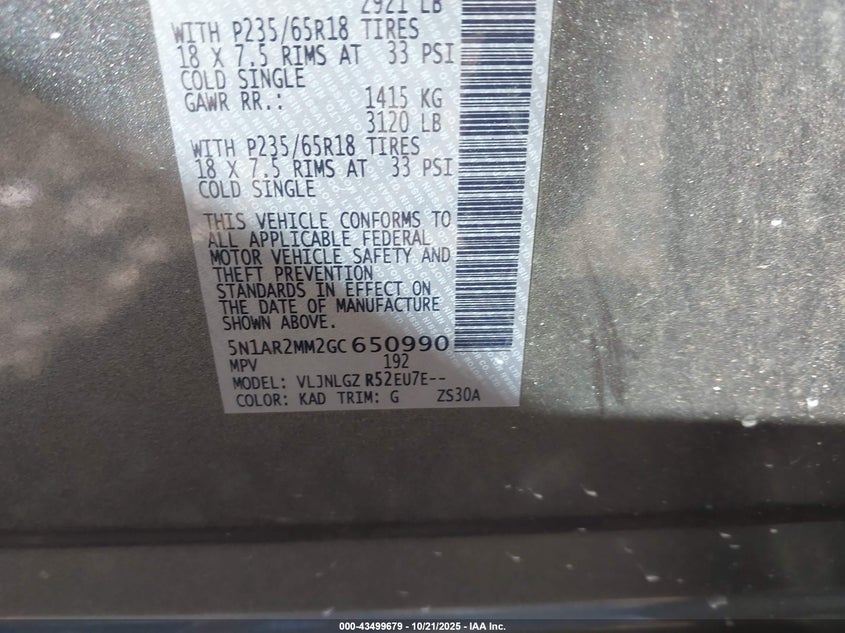 2921 LB
WITH P235/65R18 TIRES
18 X 7.5 RIMS AT 33 PSI
COLD SINGLE
GAWR RR.: 1415 KG
3120 LB
WITH P235/65R18 TIRES
18 X 7.5 RIMS AT 33 PSI
COLD SINGLE
THIS VEHICLE CONFORMS TO
ALL APPLICABLE FEDERAL
MOTOR VEHICLE SAFETY AND
THEFT PREVENTION
STANDARDS IN EFFECT ON
THE DATE OF MANUFACTURE
SHOWN ABOVE.
5N1AR2MM2GC650990
MPV 192
MODEL: VLJNLGZ R52EU7E--
COLOR: KAD TRIM: G ZS30A
000-43499679 - 10/21/2025 - IAA Inc.